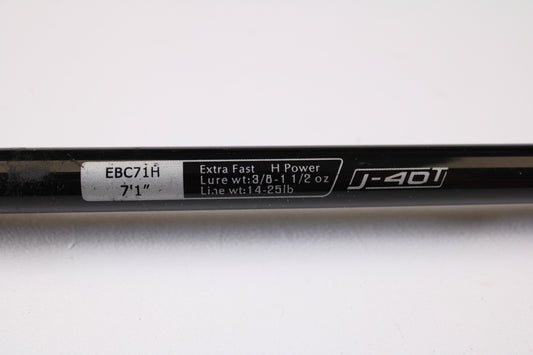 EBC71H
7'1"
Extra Fast H Power
Lure wt:3/8-1 1/2 oz
Line wt:14-25lb
J-40T